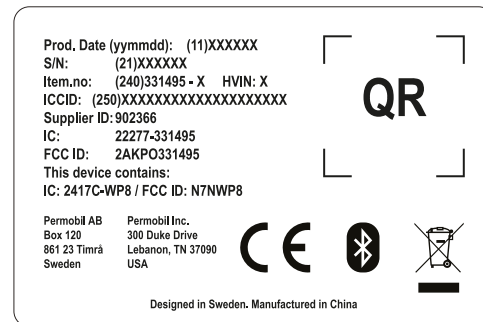 Prod. Date (yymmdd): (11)XXXXXX
S/N: (21)XXXXXX
Item.no: (240)331495 - X HVIN: X
ICCID: (250)XXXXXXXXXXXXXXXXXXXX
Supplier ID: 902366
IC: 22277-331495
FCC ID: 2AKPO331495
This device contains:
IC: 2417C-WP8 / FCC ID: N7NWP8
QR
Permobil AB
Box 120
861 23 Timrå
Sweden
Permobil Inc.
300 Duke Drive
Lebanon, TN 37090
USA
CE
Designed in Sweden. Manufactured in China